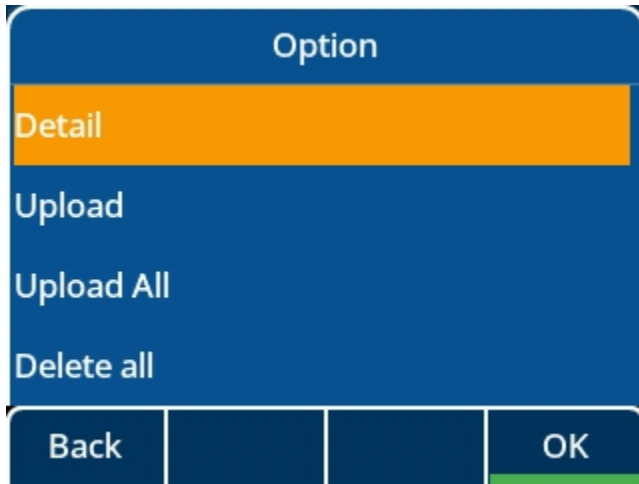 Option
Detail
Upload
Upload All
Delete all
Back OK